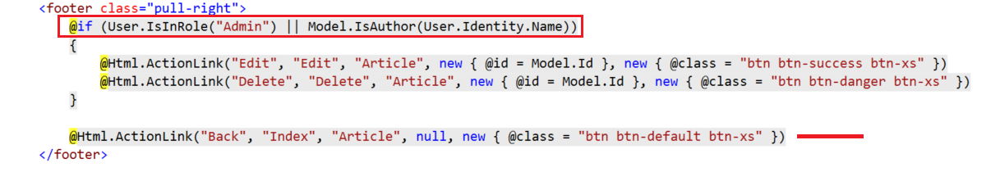 <footer class="pull-right">
@if (User.IsInRole("Admin") || Model.IsAuthor(User.Identity.Name))
{
@Html.ActionLink("Edit", "Edit", "Article", new { @id = Model.Id }, new { @class = "btn btn-success btn-xs" })
@Html.ActionLink("Delete", "Delete", "Article", new { @id = Model.Id }, new { @class = "btn btn-danger btn-xs" })
}
@Html.ActionLink("Back", "Index", "Article", null, new { @class = "btn btn-default btn-xs" })
</footer>